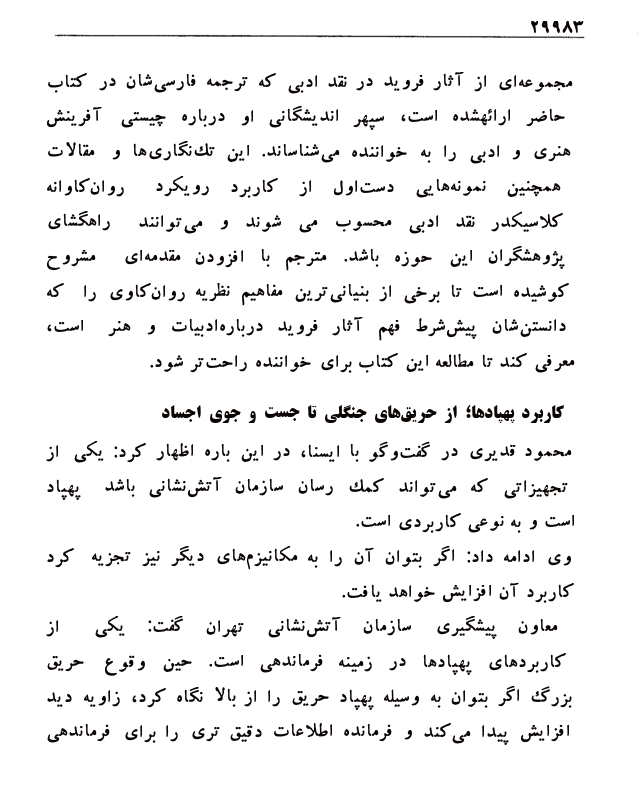 ۲۹۹۸۳
مجموعه‌ای از آثار فروید در نقد ادبی که ترجمه فارسی‌شان در کتاب
حاضر ارائهشده است، سپهر اندیشگانی او درباره چیستی آفرینش
هنری و ادبی را به خواننده می‌شناساند. این تك‌نگاری‌ها و مقالات
همچنین نمونه‌هایی دست‌اول از کاربرد رویکرد روان‌کاوانه
کلاسیکدر نقد ادبی محسوب می شوند و می‌توانند راهگشای
پژوهشگران این حوزه باشد. مترجم با افزودن مقدمه‌ای مشروح
کوشیده است تا برخی از بنیانی‌ترین مفاهیم نظریه روان‌کاوی را که
دانستن‌شان پیش‌شرط فهم آثار فروید درباره‌ادبیات و هنر است،
معرفی کند تا مطالعه این کتاب برای خواننده راحت‌تر شود.
کاربرد پهپادها؛ از حریق‌های جنگلی تا جست و جوی اجساد
محمود قدیری در گفت‌وگو با ایسنا، در این باره اظهار کرد: یکی از
تجهیزاتی که می‌تواند کمك رسان سازمان آتش‌نشانی باشد پهپاد
است و به نوعی کاربردی است.
وی ادامه داد: اگر بتوان آن را به مکانیزم‌های دیگر نیز تجزیه کرد
کاربرد آن افزایش خواهد یافت.
معاون پیشگیری سازمان آتش‌نشانی تهران گفت: یکی از
کاربردهای پهپادها در زمینه فرماندهی است. حین وقوع حریق
بزرگ اگر بتوان به وسیله پهپاد حریق را از بالا نگاه کرد، زاویه دید
افزایش پیدا می‌کند و فرمانده اطلاعات دقیق تری را برای فرماندهی